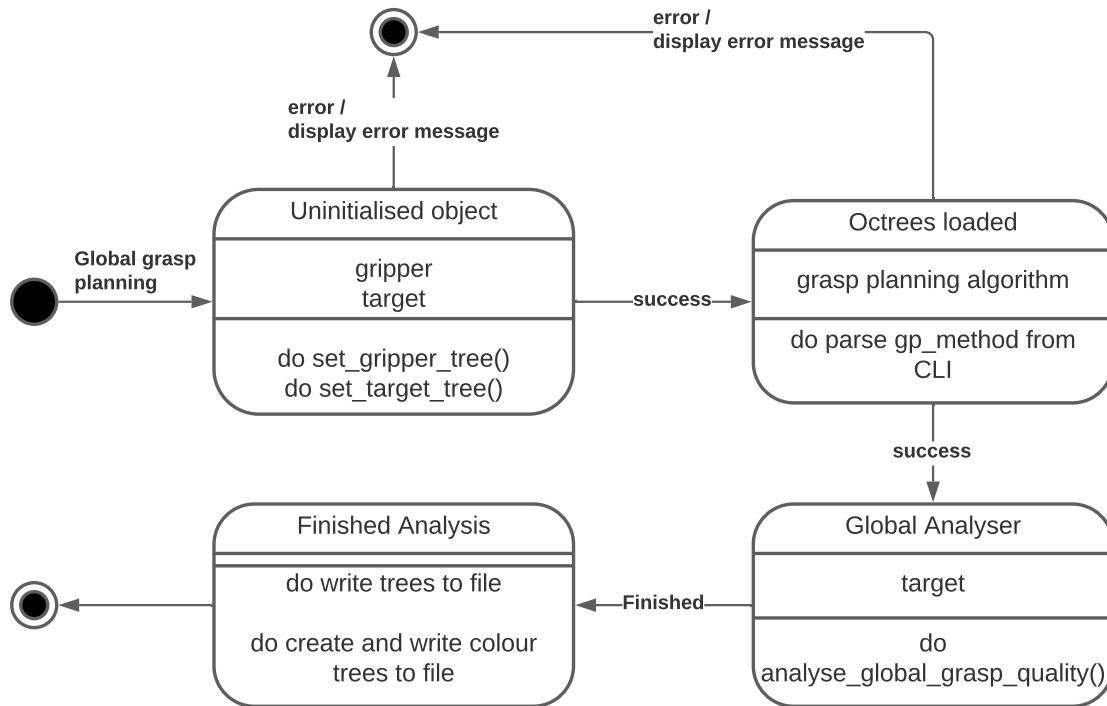 error /
display error message
error /
display error message
Uninitialised object
gripper
target
do set_gripper_tree()
do set_target_tree()
Global grasp
planning
success
Octrees loaded
grasp planning algorithm
do parse gp_method from
CLI
success
Finished Analysis
do write trees to file
do create and write colour
trees to file
Finished
Global Analyser
target
do
analyse_global_grasp_quality()